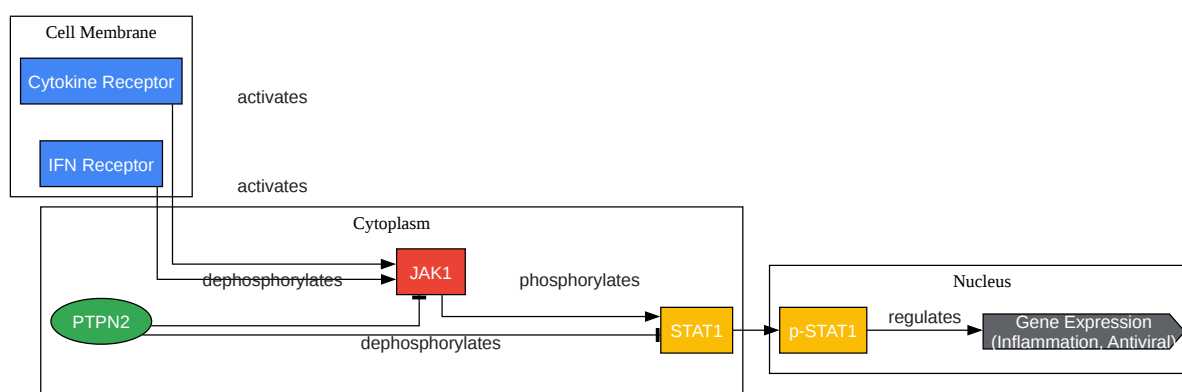 Cell Membrane
Cytokine Receptor
activates
IFN Receptor
activates
Cytoplasm
JAK1
dephosphorylates
phosphorylates
Nucleus
PTPN2
dephosphorylates
STAT1
p-STAT1
regulates
Gene Expression
(Inflammation, Antiviral)